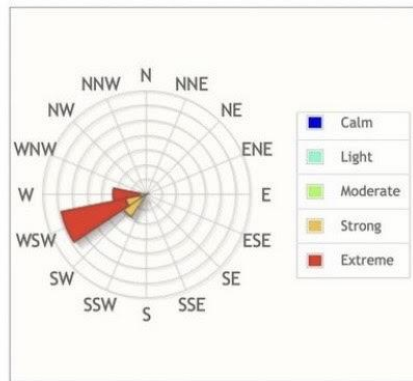 N
NNW NNE
NW NE
WNW ENE
W E
WSW ESE
SW SE
SSW SSE
S
Calm
Light
Moderate
Strong
Extreme